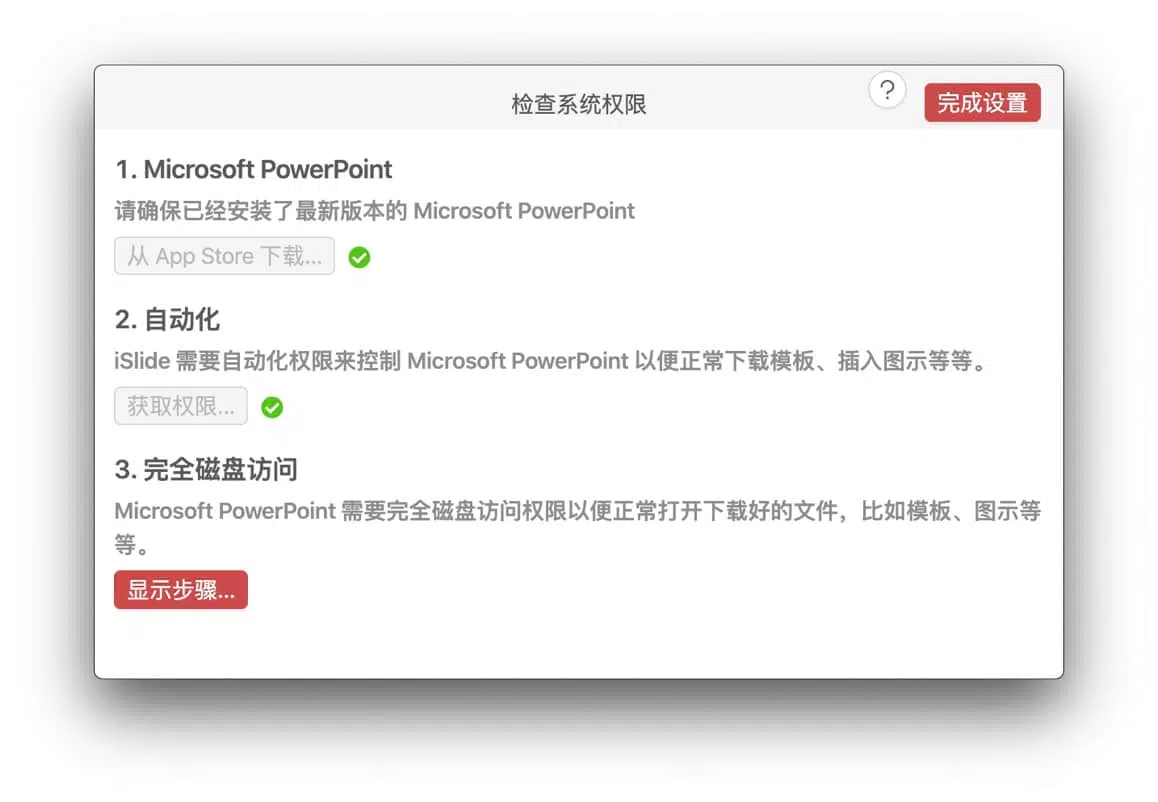 检查系统权限
?
完成设置
1. Microsoft PowerPoint
请确保已经安装了最新版本的 Microsoft PowerPoint
从 App Store 下载...
2. 自动化
iSlide 需要自动化权限来控制 Microsoft PowerPoint 以便正常下载模板、插入图示等等。
获取权限...
3. 完全磁盘访问
Microsoft PowerPoint 需要完全磁盘访问权限以便正常打开下载好的文件，比如模板、图示等
等。
显示步骤...